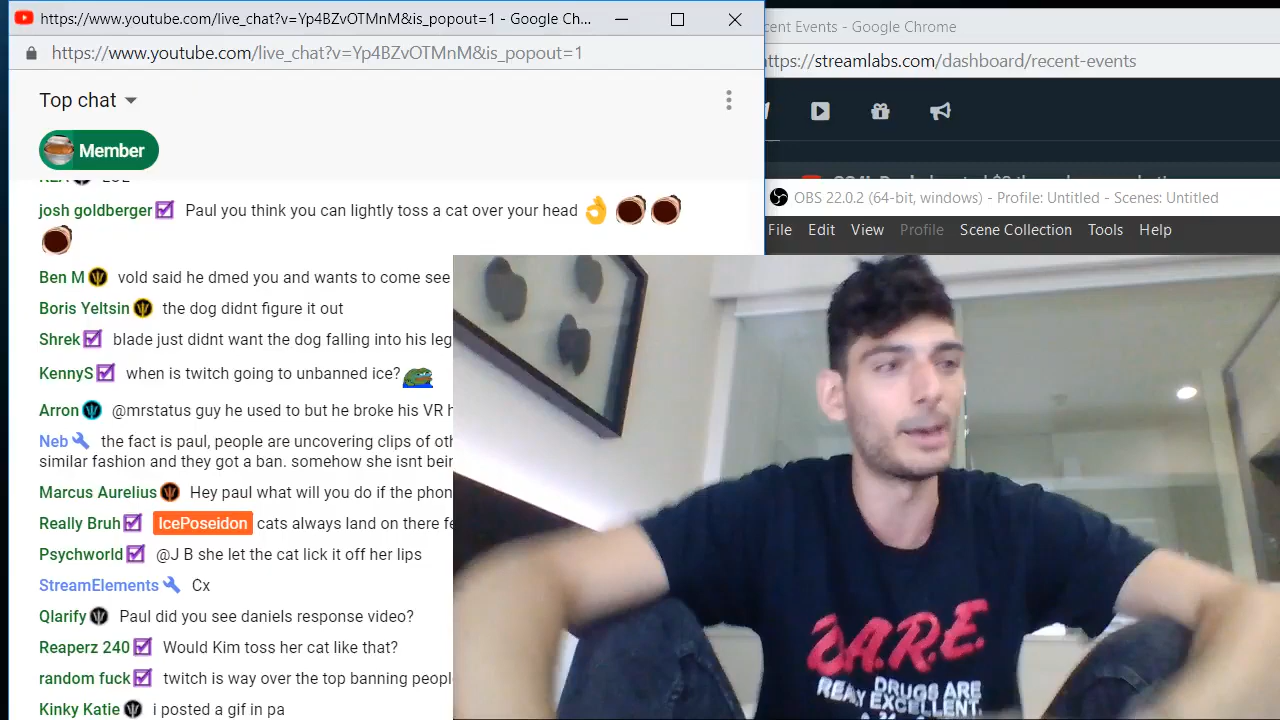 https://www.youtube.com/live_chat?v=Yp4BZvOTMnM&is_popout=1 - Google Ch...
cent Events - Google Chrome
https://www.youtube.com/live_chat?v=Yp4BZvOTMnM&is_popout=1
ttps://streamlabs.com/dashboard/recent-events
Top chat
Member
OBS 22.0.2 (64-bit, windows) - Profile: Untitled - Scenes: Untitled
File Edit View Profile Scene Collection Tools Help
josh goldberger Paul you think you can lightly toss a cat over your head
Ben M vold said he dmed you and wants to come see
Boris Yeltsin the dog didnt figure it out
Shrek blade just didnt want the dog falling into his leg
KennyS when is twitch going to unbanned ice?
Arron @mrstatus guy he used to but he broke his VR h
Neb the fact is paul, people are uncovering clips of oth
similar fashion and they got a ban. somehow she isnt bein
Marcus Aurelius Hey paul what will you do if the phon
Really Bruh IcePoseidon cats always land on there fe
Psychworld @J B she let the cat lick it off her lips
StreamElements Cx
Qlarify Paul did you see daniels response video?
Reaperz 240 Would Kim toss her cat like that?
random fuck twitch is way over the top banning peopl
Kinky Katie i posted a gif in pa
D.A.R.E.
DRUGS ARE
REALLY EXCELLENT.